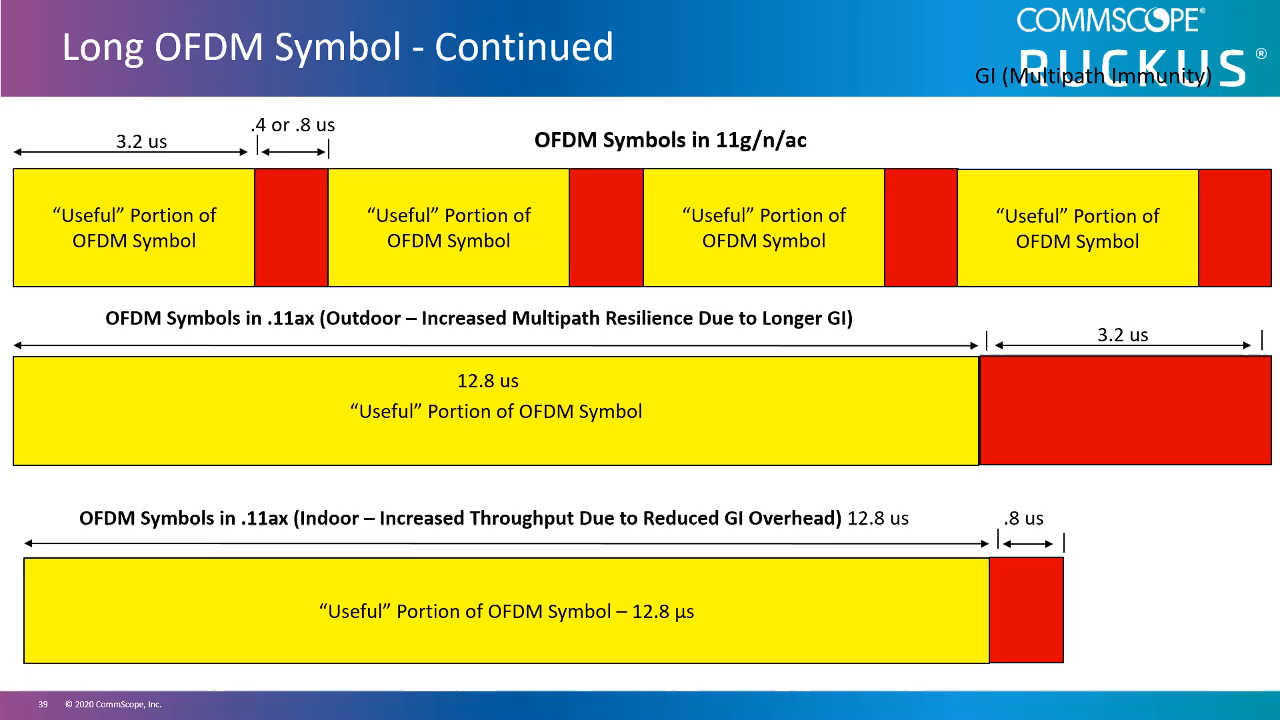 Long OFDM Symbol - Continued
COMMSCOPE®
RUCKUS®
GI (Multipath Immunity)
3.2 us
.4 or .8 us
OFDM Symbols in 11g/n/ac
“Useful” Portion of
OFDM Symbol
“Useful” Portion of
OFDM Symbol
“Useful” Portion of
OFDM Symbol
“Useful” Portion of
OFDM Symbol
OFDM Symbols in .11ax (Outdoor – Increased Multipath Resilience Due to Longer GI)
3.2 us
12.8 us
“Useful” Portion of OFDM Symbol
OFDM Symbols in .11ax (Indoor – Increased Throughput Due to Reduced GI Overhead) 12.8 us
.8 us
“Useful” Portion of OFDM Symbol – 12.8 µs
39 © 2020 CommScope, Inc.